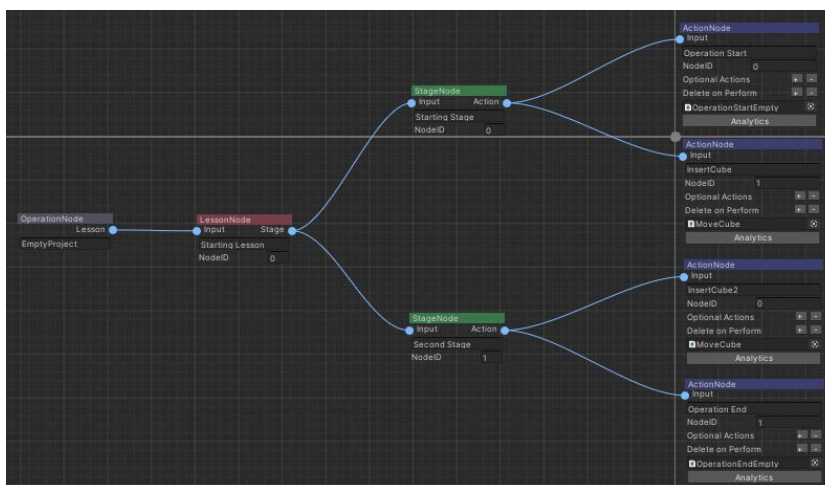 OperationNode
Lesson
EmptyProject
LessonNode
Input Stage
Starting Lesson
NodeID 0
StageNode
Input Action
Starting Stage
NodeID 0
StageNode
Input Action
Second Stage
NodeID 1
ActionNode
Input
Operation Start
NodeID 0
Optional Actions + -
Delete on Perform + -
OperationStartEmpty
Analytics
ActionNode
Input
InsertCube
NodeID 1
Optional Actions + -
Delete on Perform + -
MoveCube
Analytics
ActionNode
Input
InsertCube2
NodeID 0
Optional Actions + -
Delete on Perform + -
MoveCube
Analytics
ActionNode
Input
Operation End
NodeID 1
Optional Actions + -
Delete on Perform + -
OperationEndEmpty
Analytics